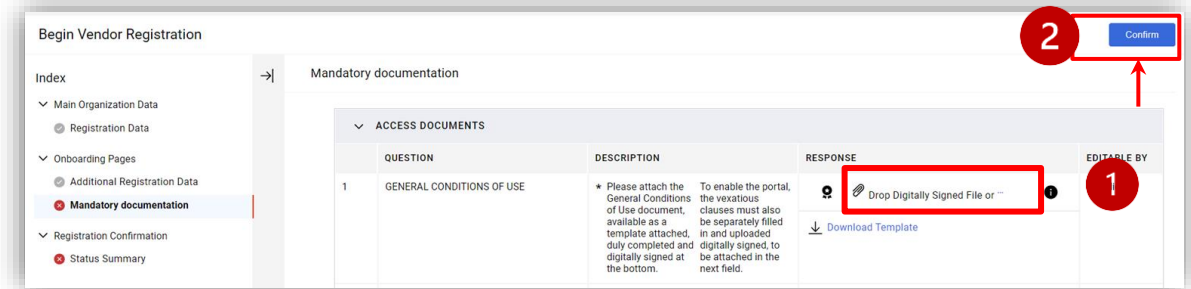 Begin Vendor Registration
2
Confirm
Index
Mandatory documentation
Main Organization Data
Registration Data
Onboarding Pages
Additional Registration Data
Mandatory documentation
Registration Confirmation
Status Summary
ACCESS DOCUMENTS
QUESTION
DESCRIPTION
RESPONSE
EDITABLE BY
1
GENERAL CONDITIONS OF USE
* Please attach the
General Conditions
of Use document,
available as a
template attached,
duly completed and
digitally signed at
the bottom.
To enable the portal,
the vexatious
clauses must also
be separately filled
in and uploaded
digitally signed, to
be attached in the
next field.
Drop Digitally Signed File or ...
Download Template
1